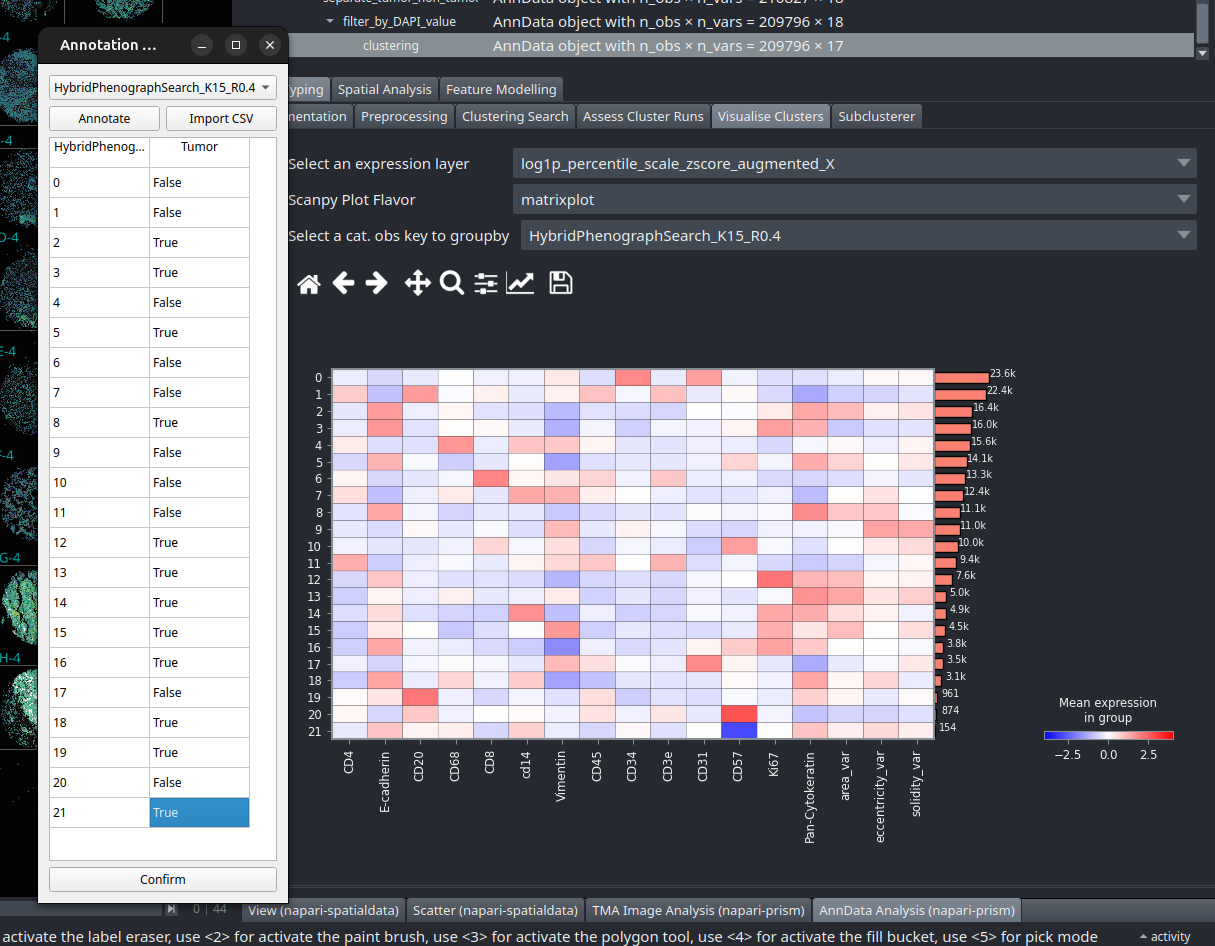 AnnData object with n_obs × n_vars = 210827 × 18
filter_by_DAPI_value
AnnData object with n_obs × n_vars = 209796 × 18
clustering
AnnData object with n_obs × n_vars = 209796 × 17
-4
-4
D-4
E-4
F-4
G-4
H-4
Annotation ...
HybridPhenographSearch_K15_R0.4
Annotate
Import CSV
HybridPhenog...
Tumor
0 False
1 False
2 True
3 True
4 False
5 True
6 False
7 False
8 True
9 False
10 False
11 False
12 True
13 True
14 True
15 True
16 True
17 False
18 True
19 True
20 False
21 True
Confirm
yping
Spatial Analysis
Feature Modelling
mentation
Preprocessing
Clustering Search
Assess Cluster Runs
Visualise Clusters
Subclusterer
Select an expression layer
log1p_percentile_scale_zscore_augmented_X
Scanpy Plot Flavor
matrixplot
Select a cat. obs key to groupby
HybridPhenographSearch_K15_R0.4
0 23.6k
1 22.4k
2 16.4k
3 16.0k
4 15.6k
5 14.1k
6 13.3k
7 12.4k
8 11.1k
9 11.0k
10 10.0k
11 9.4k
12 7.6k
13 5.0k
14 4.9k
15 4.5k
16 3.8k
17 3.5k
18 3.1k
19 961
20 874
21 154
CD4
E-cadherin
CD20
CD68
CD8
cd14
Vimentin
CD45
CD34
CD3e
CD31
CD57
Ki67
Pan-Cytokeratin
area_var
eccentricity_var
solidity_var
Mean expression
in group
−2.5 0.0 2.5
0 | 44
View (napari-spatialdata)
Scatter (napari-spatialdata)
TMA Image Analysis (napari-prism)
AnnData Analysis (napari-prism)
activate the label eraser, use <2> for activate the paint brush, use <3> for activate the polygon tool, use <4> for activate the fill bucket, use <5> for pick mode
activity